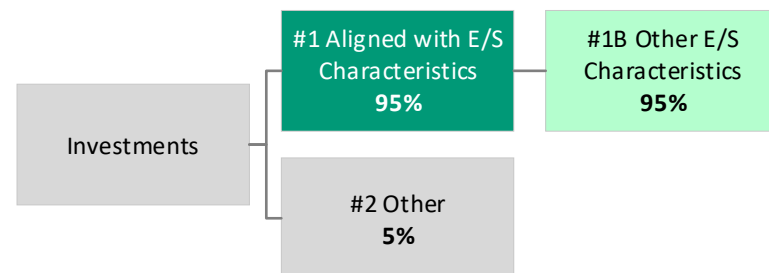 Investments
#1 Aligned with E/S
Characteristics
95%
#1B Other E/S
Characteristics
95%
#2 Other
5%